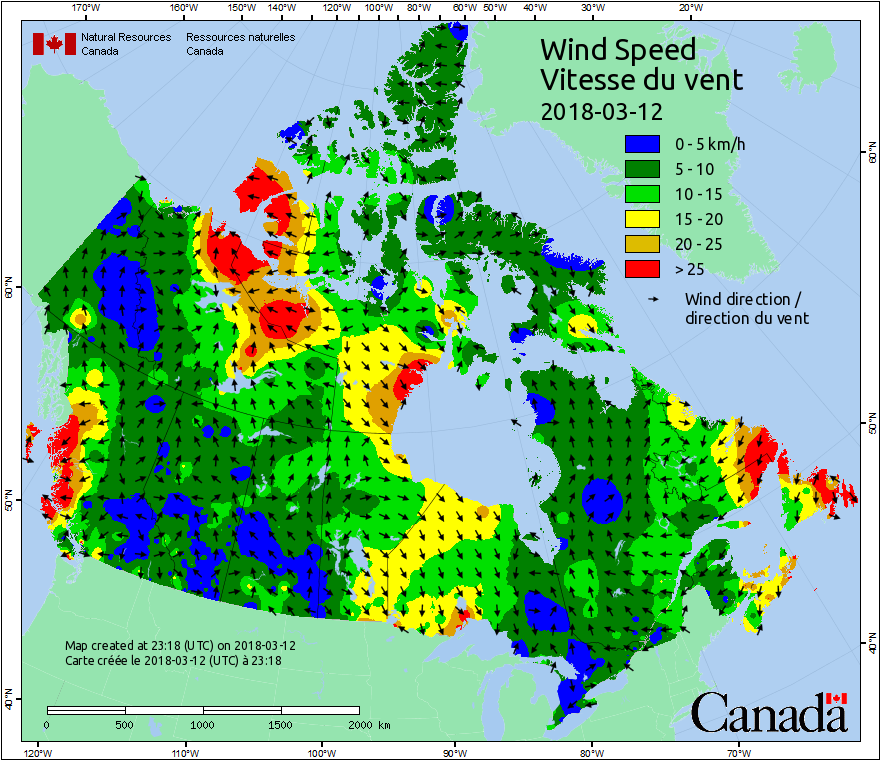 170°W 160°W 150°W 140°W 120°W 100°W 80°W 60°W 50°W 40°W 30°W 20°W
Natural Resources Canada
Ressources naturelles Canada
Wind Speed
Vitesse du vent
2018-03-12
0 - 5 km/h
5 - 10
10 - 15
15 - 20
20 - 25
> 25
Wind direction /
direction du vent
60°N
50°N
40°N
60°N
50°N
40°N
Map created at 23:18 (UTC) on 2018-03-12
Carte créée le 2018-03-12 (UTC) à 23:18
0 500 1000 1500 2000 km
Canada
120°W 110°W 100°W 90°W 80°W 70°W